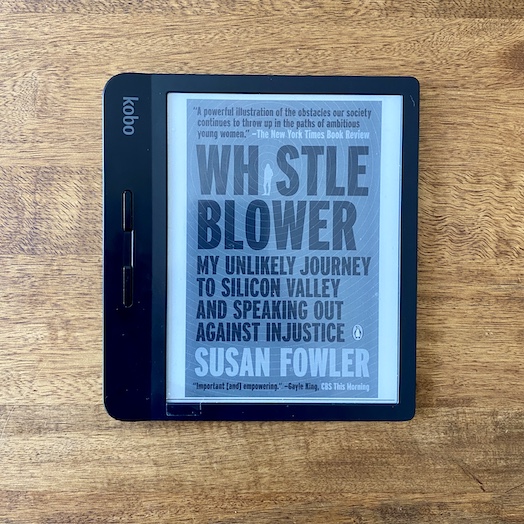 kobo
"A powerful illustration of the obstacles our society
continues to throw up in the paths of ambitious
young women." —The New York Times Book Review
WHISTLE
BLOWER
MY UNLIKELY JOURNEY
TO SILICON VALLEY
AND SPEAKING OUT
AGAINST INJUSTICE
SUSAN FOWLER
"Important [and] empowering." —Gayle King, CBS This Morning